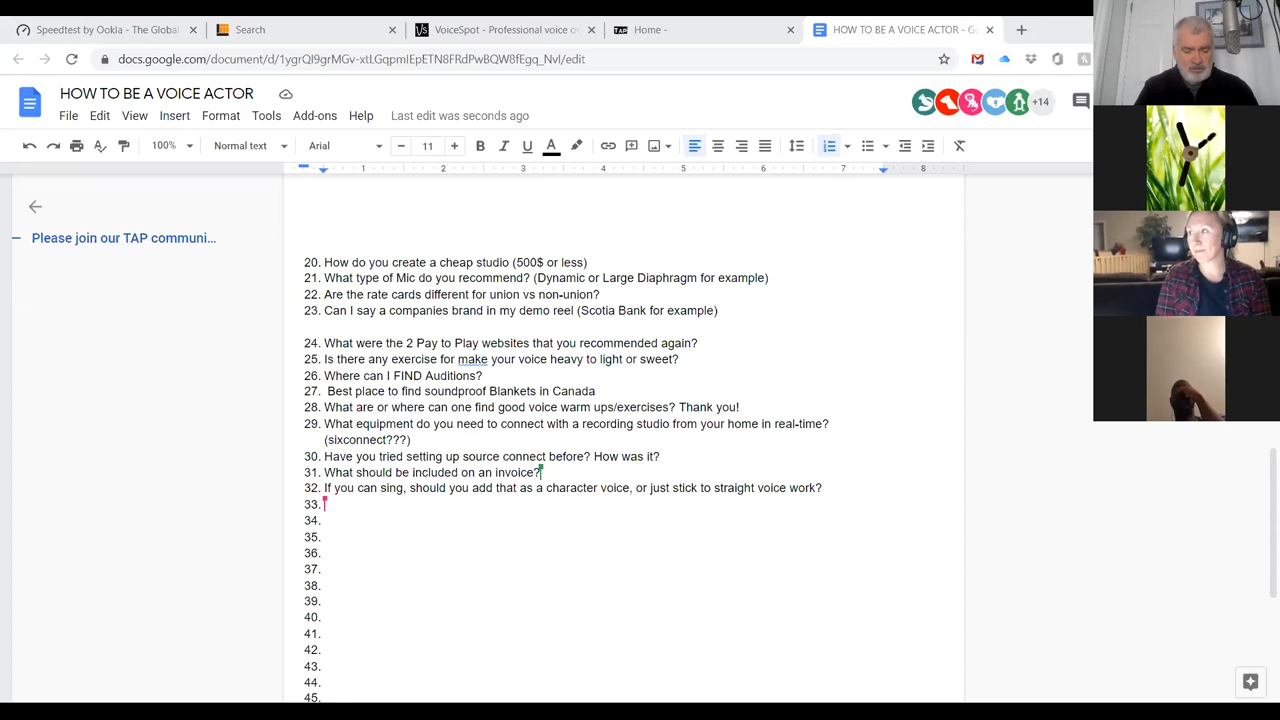 Speedtest by Ookla - The Global
Search
VoiceSpot - Professional voice ov
TAP
Home -
HOW TO BE A VOICE ACTOR - Go
HOW TO BE A VOICE ACTOR
File Edit View Insert Format Tools Add-ons Help
Last edit was seconds ago
+14
100%
Normal text
Arial
11
B I U A
1 2 3 4 5 6 7 8
Please join our TAP communi...
20. How do you create a cheap studio (500$ or less)
21. What type of Mic do you recommend? (Dynamic or Large Diaphragm for example)
22. Are the rate cards different for union vs non-union?
23. Can I say a companies brand in my demo reel (Scotia Bank for example)
24. What were the 2 Pay to Play websites that you recommended again?
25. Is there any exercise for make your voice heavy to light or sweet?
26. Where can I FIND Auditions?
27. Best place to find soundproof Blankets in Canada
28. What are or where can one find good voice warm ups/exercises? Thank you!
29. What equipment do you need to connect with a recording studio from your home in real-time?
(sixconnect???)
30. Have you tried setting up source connect before? How was it?
31. What should be included on an invoice?
32. If you can sing, should you add that as a character voice, or just stick to straight voice work?
33.
34.
35.
36.
37.
38.
39.
40.
41.
42.
43.
44.
45.